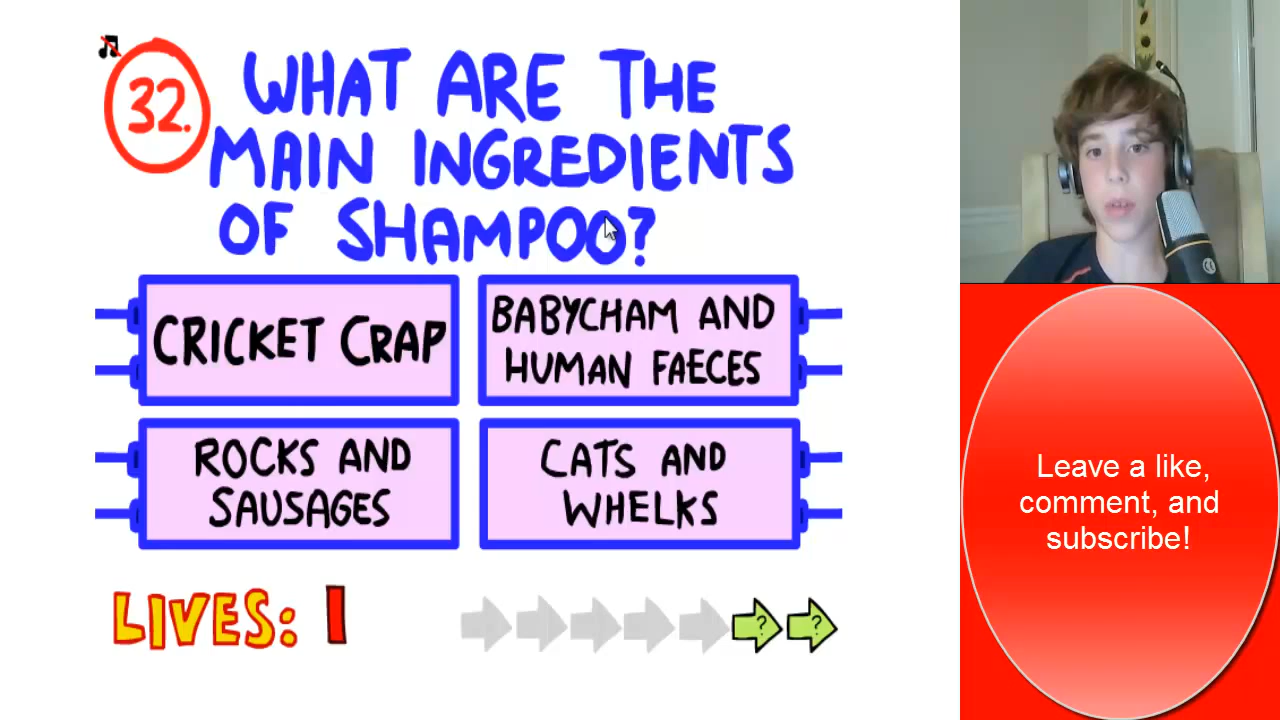 32.
WHAT ARE THE
MAIN INGREDIENTS
OF SHAMPOO?
CRICKET CRAP
BABYCHAM AND
HUMAN FAECES
ROCKS AND
SAUSAGES
CATS AND
WHELKS
LIVES: 1
? ?
Leave a like,
comment, and
subscribe!